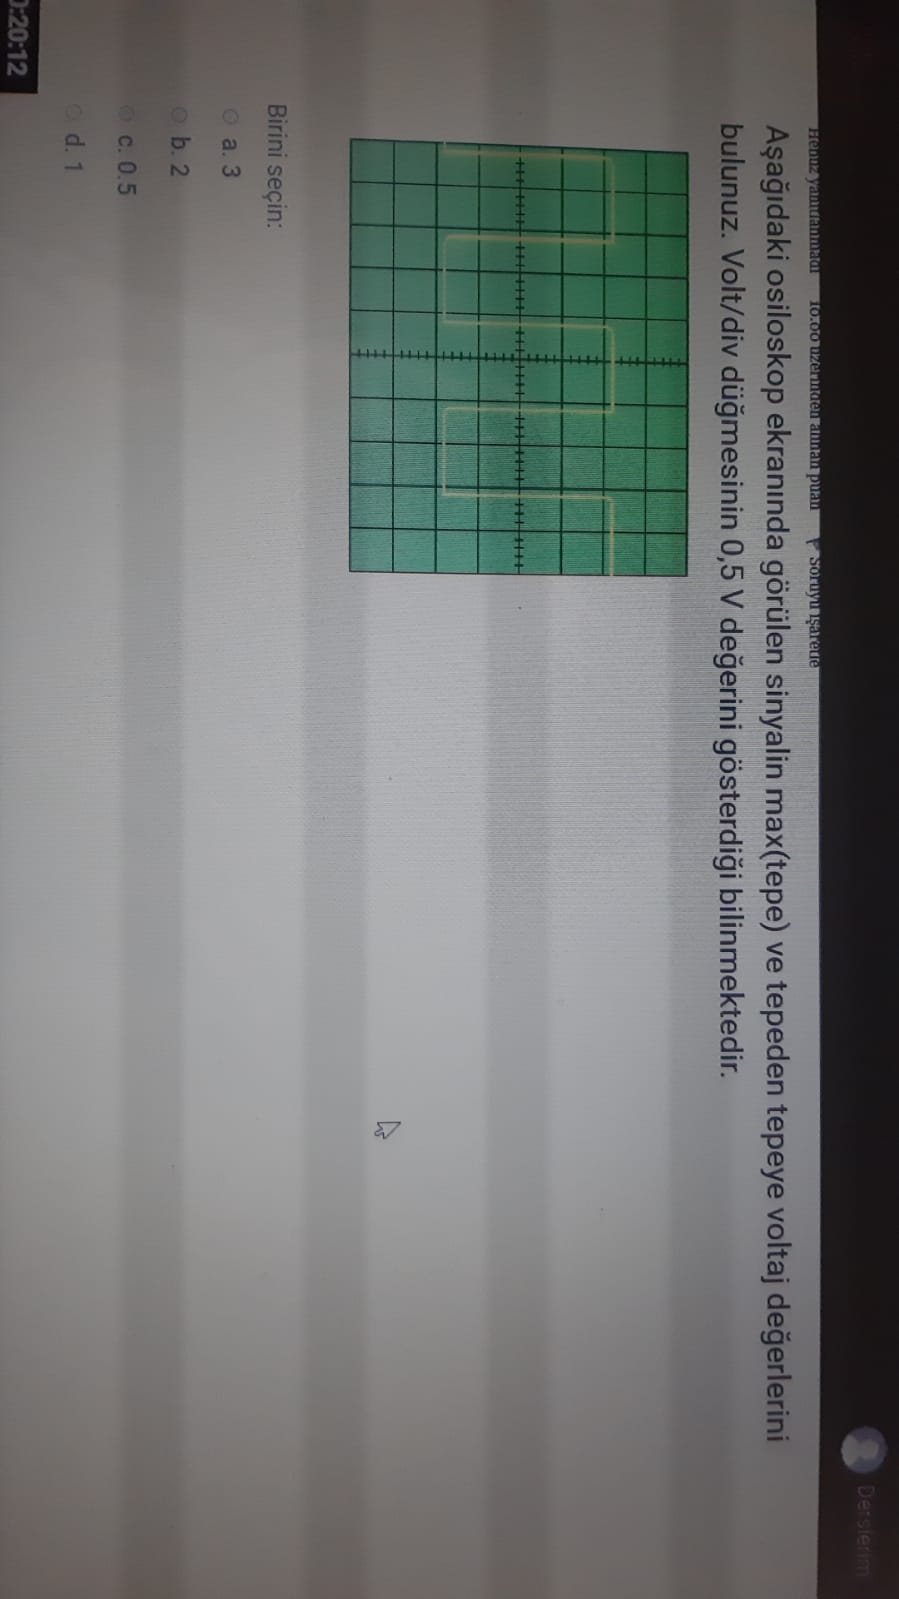 Derslerim
Henüz yanıtlanmadı 10.00 üzerinden alınan puan Soruyu işaretle
Aşağıdaki osiloskop ekranında görülen sinyalin max(tepe) ve tepeden tepeye voltaj değerlerini
bulunuz. Volt/div düğmesinin 0,5 V değerini gösterdiği bilinmektedir.
Birini seçin:
a. 3
b. 2
c. 0.5
d. 1
0:20:12